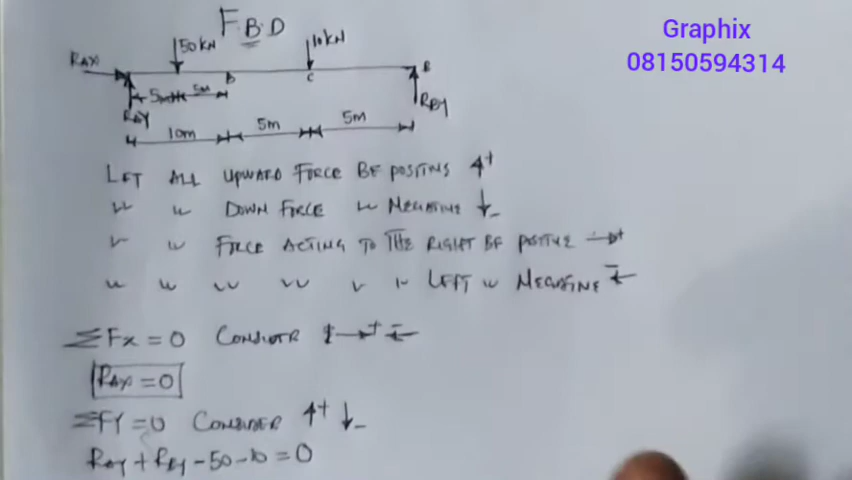 F.B.D
Graphix
08150594314
50KN
10KN
RAX
B
C
B
5m
5m
RAY
RBY
10m
5m
5m
LET ALL UPWARD FORCE BE POSITIVE +
" " DOWN FORCE " NEGATIVE -
" " FORCE ACTING TO THE RIGHT BE POSITIVE +
" " " " " " LEFT " NEGATIVE -
ΣFx = 0 CONSIDER + -
RAX = 0
ΣFY = 0 CONSIDER + -
RAY + RBY - 50 - 10 = 0